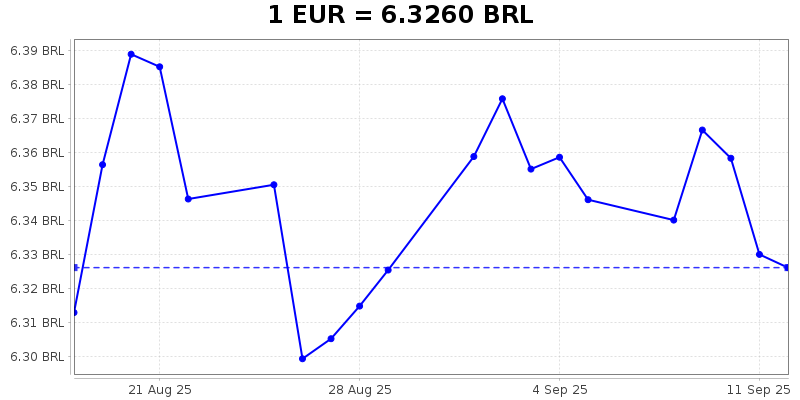 1 EUR = 6.3260 BRL
6.39 BRL
6.38 BRL
6.37 BRL
6.36 BRL
6.35 BRL
6.34 BRL
6.33 BRL
6.32 BRL
6.31 BRL
6.30 BRL
21 Aug 25
28 Aug 25
4 Sep 25
11 Sep 25